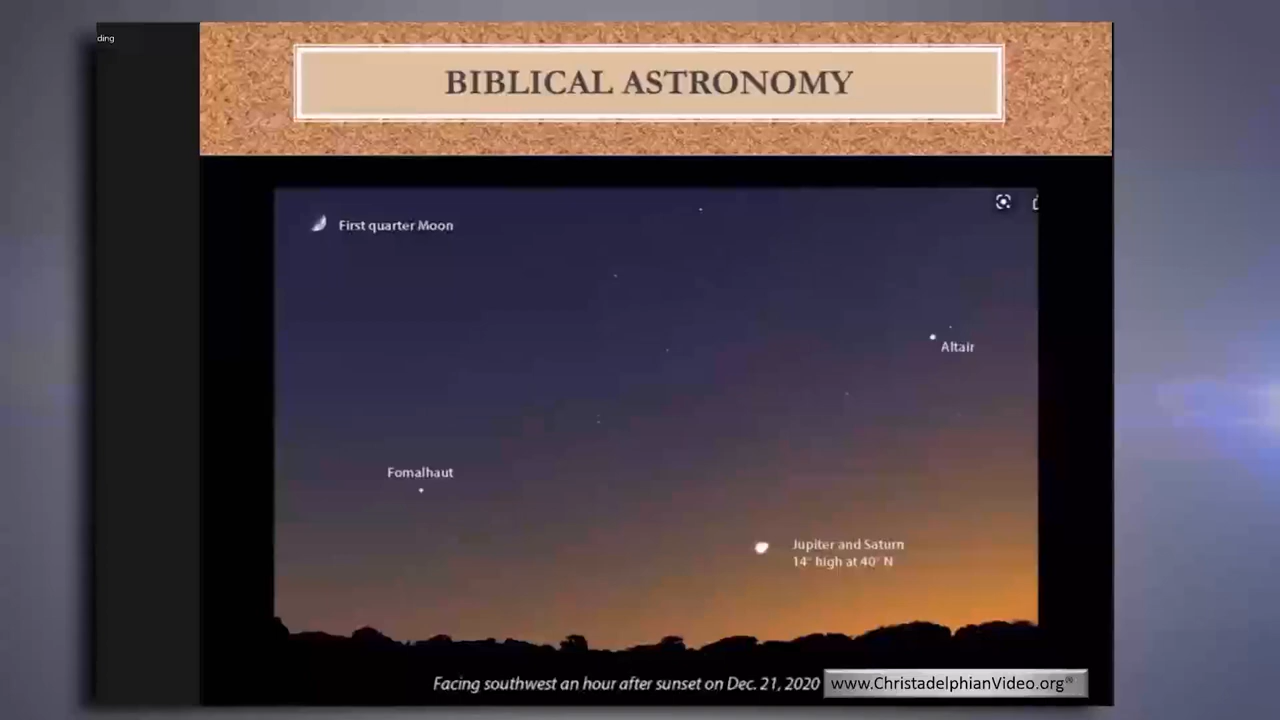 ding
BIBLICAL ASTRONOMY
First quarter Moon
Altair
Fomalhaut
Jupiter and Saturn
14° high at 40° N
Facing southwest an hour after sunset on Dec. 21, 2020
www.ChristadelphianVideo.org®